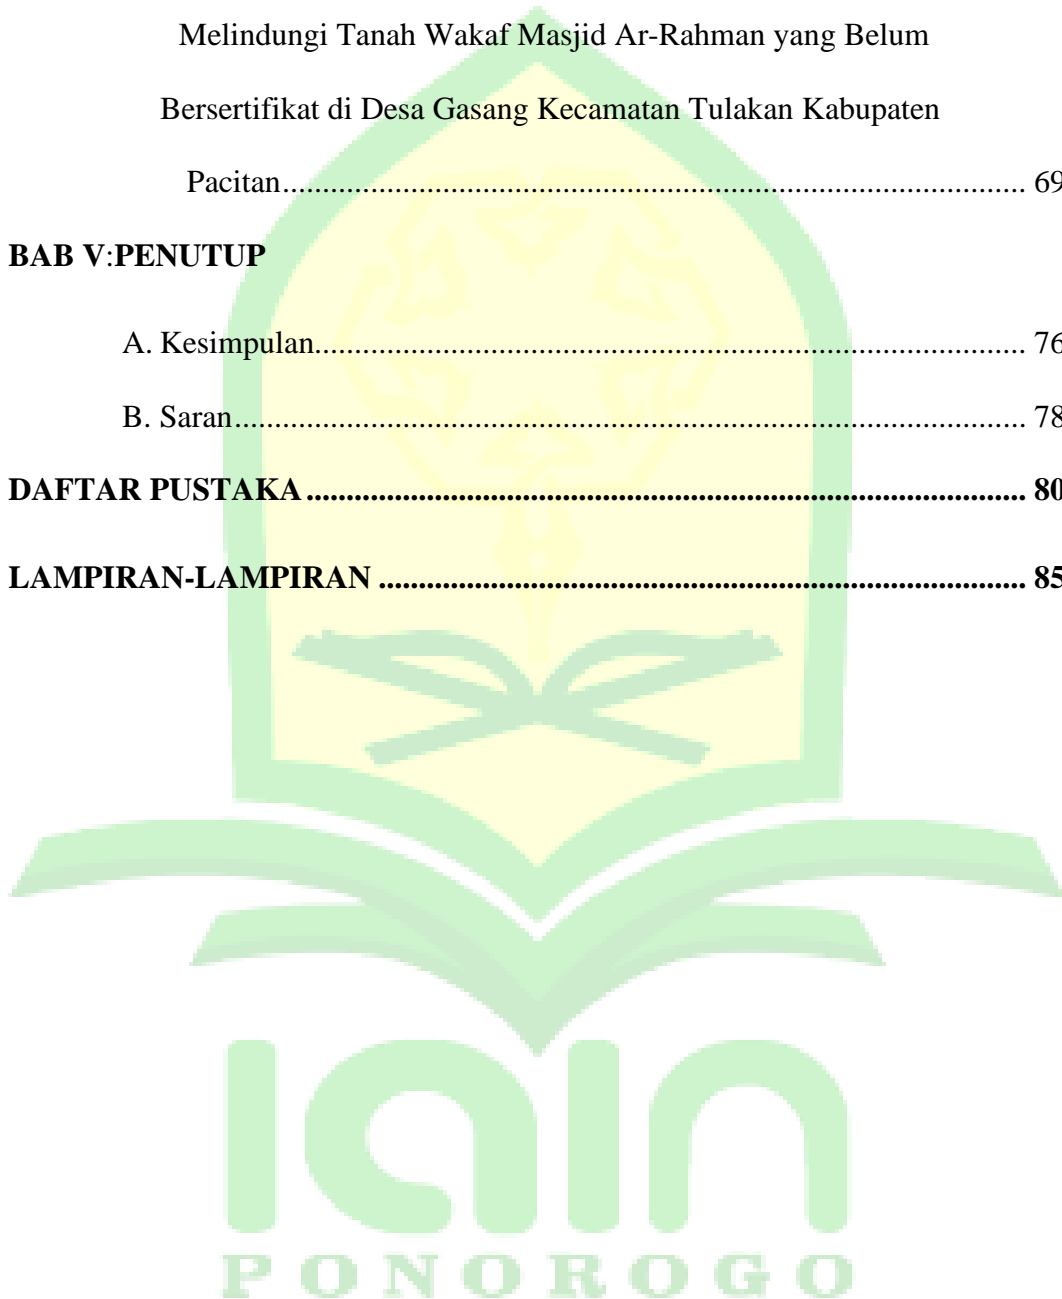 Melindungi Tanah Wakaf Masjid Ar-Rahman yang Belum
Bersertifikat di Desa Gasang Kecamatan Tulakan Kabupaten
Pacitan............................................................................................. 69
BAB V:PENUTUP
A. Kesimpulan......................................................................................... 76
B. Saran................................................................................................... 78
DAFTAR PUSTAKA.......................................................................................... 80
LAMPIRAN-LAMPIRAN ................................................................................. 85
iain
PONOROGO